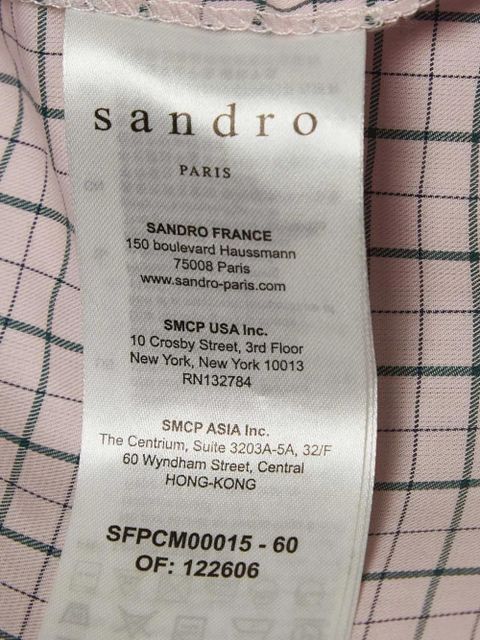 sandro
PARIS
SANDRO FRANCE
150 boulevard Haussmann
75008 Paris
www.sandro-paris.com
SMCP USA Inc.
10 Crosby Street, 3rd Floor
New York, New York 10013
RN132784
SMCP ASIA Inc.
The Centrium, Suite 3203A-5A, 32/F
60 Wyndham Street, Central
HONG-KONG
SFPCM00015 - 60
OF: 122606